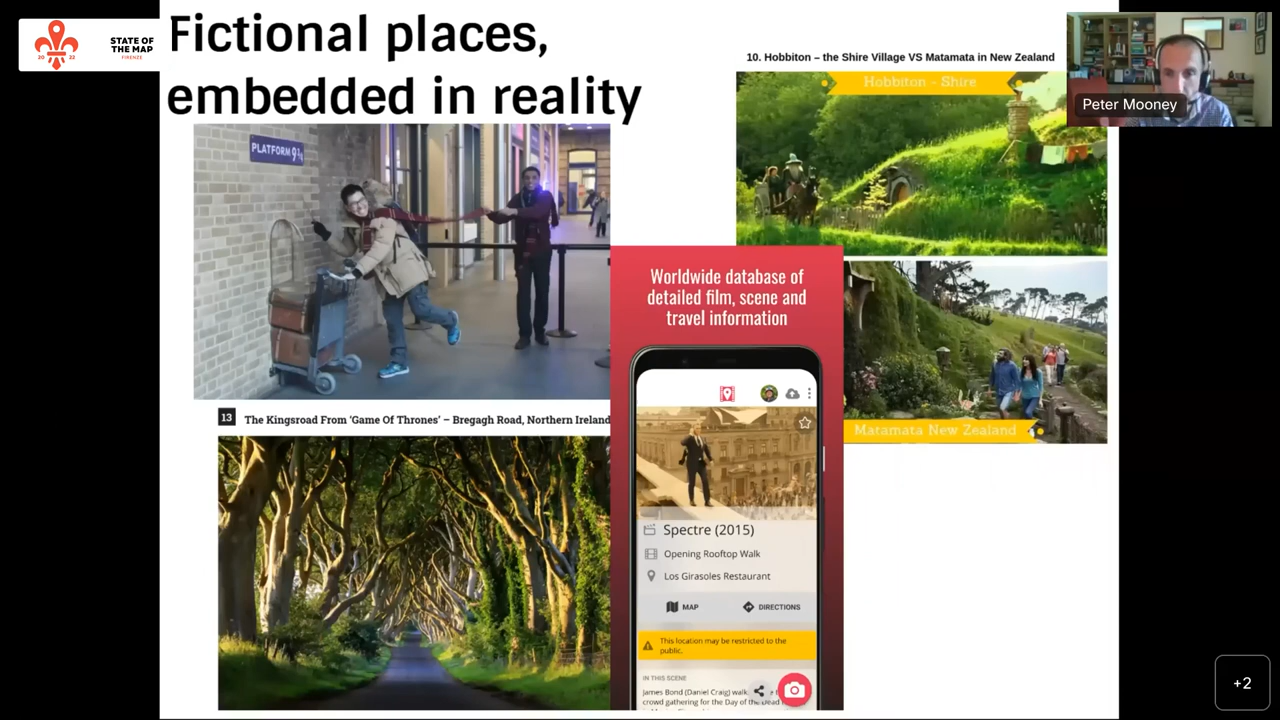 Fictional places,
embedded in reality
STATE OF
THE MAP
FIRENZE
20 22
10. Hobbiton – the Shire Village VS Matamata in New Zealand
Hobbiton - Shire
Peter Mooney
PLATFORM 9¾
Worldwide database of
detailed film, scene and
travel information
13 The Kingsroad From ‘Game Of Thrones’ – Bregagh Road, Northern Ireland
Matamata New Zealand
Spectre (2015)
Opening Rooftop Walk
Los Girasoles Restaurant
MAP DIRECTIONS
This location may be restricted to the
public.
IN THIS SCENE
James Bond (Daniel Craig) walk
crowd gathering for the Day of the Dead
+2